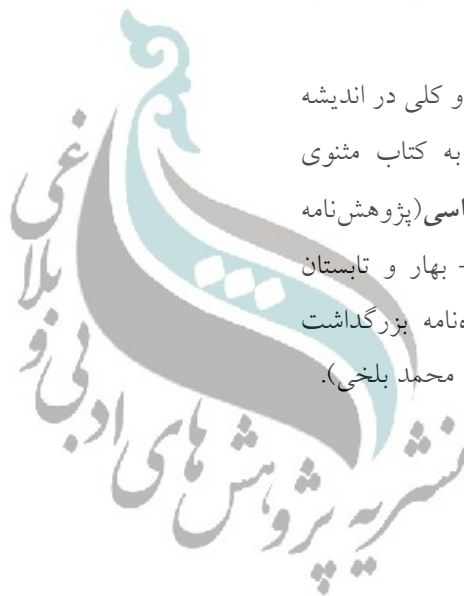 و کلی در اندیشه
به کتاب مثنوی
اسی(پژوهش‌نامه
- بهار و تابستان
ه‌نامه بزرگداشت
محمد بلخی).
نشریه پژوهش‌های ادبی و بلاغی